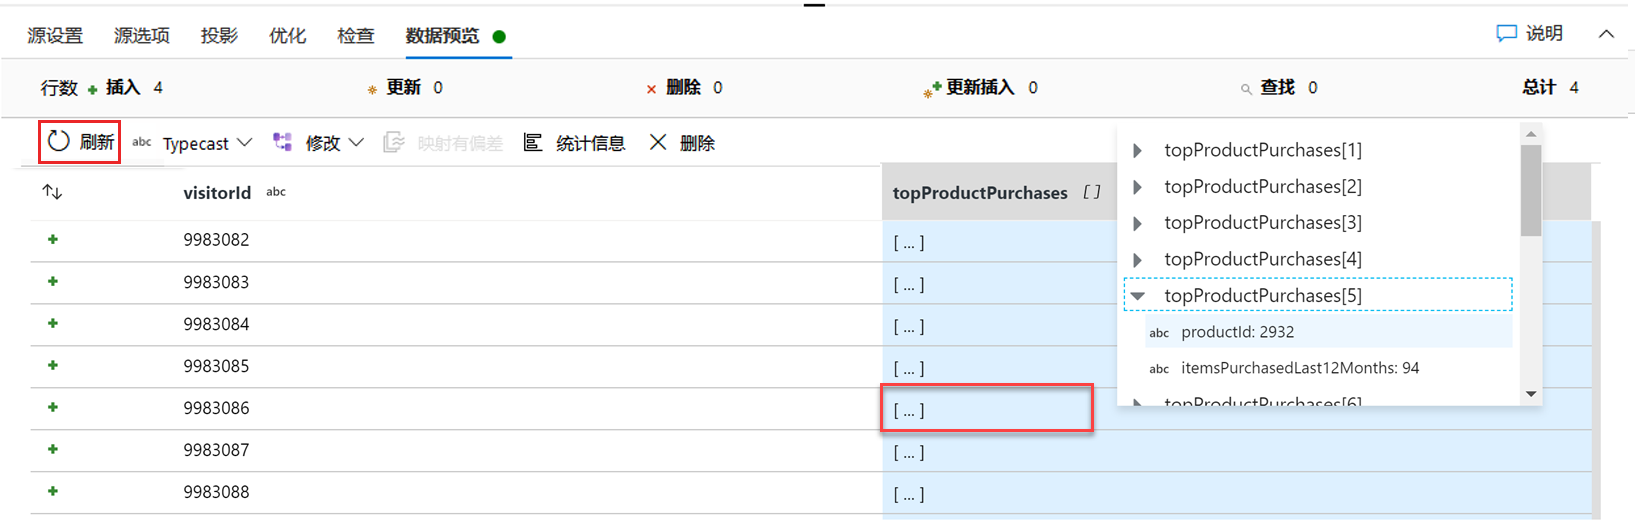 源设置 源选项 投影 优化 检查 数据预览 说明
行数 插入 4 更新 0 删除 0 更新插入 0 查找 0 总计 4
刷新 abc Typecast 修改 映射有偏差 统计信息 删除
visitorId abc topProductPurchases []
9983082 [ ... ]
9983083 [ ... ]
9983084 [ ... ]
9983085 [ ... ]
9983086 [ ... ]
9983087 [ ... ]
9983088 [ ... ]
topProductPurchases[1]
topProductPurchases[2]
topProductPurchases[3]
topProductPurchases[4]
topProductPurchases[5]
abc productId: 2932
abc itemsPurchasedLast12Months: 94
topProductPurchases[6]